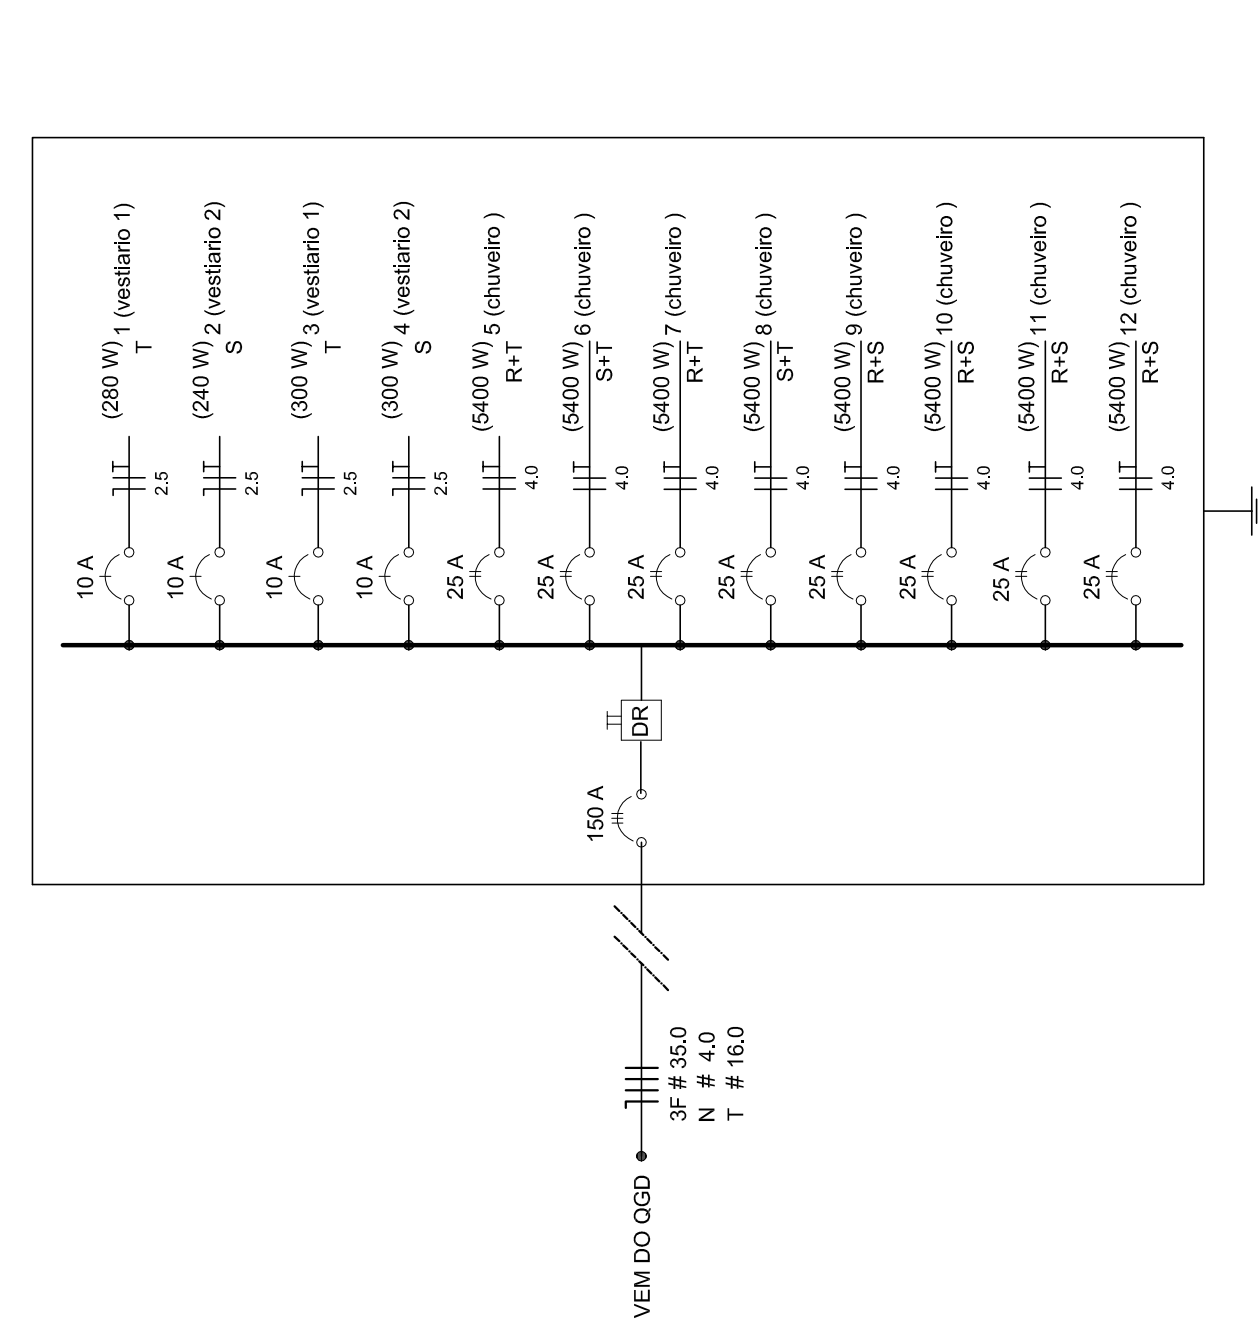 VEM DO QGD
3F # 35.0
N # 4.0
T # 16.0
150 A
DR
10 A
2.5
(280 W)
1 (vestiario 1)
T
10 A
2.5
(240 W)
2 (vestiario 2)
S
10 A
2.5
(300 W)
3 (vestiario 1)
T
10 A
2.5
(300 W)
4 (vestiario 2)
S
25 A
4.0
(5400 W)
5 (chuveiro )
R+T
25 A
4.0
(5400 W)
6 (chuveiro )
S+T
25 A
4.0
(5400 W)
7 (chuveiro )
R+T
25 A
4.0
(5400 W)
8 (chuveiro )
S+T
25 A
4.0
(5400 W)
9 (chuveiro )
R+S
25 A
4.0
(5400 W)
10 (chuveiro )
R+S
25 A
4.0
(5400 W)
11 (chuveiro )
R+S
25 A
4.0
(5400 W)
12 (chuveiro )
R+S